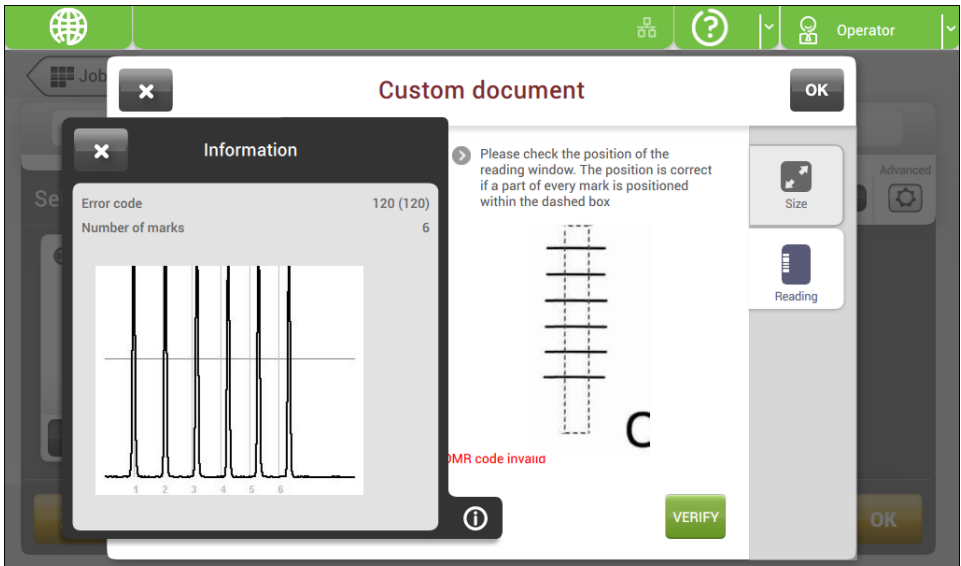 Operator
Job
Custom document
OK
Information
Error code 120 (120)
Number of marks 6
1 2 3 4 5 6
Please check the position of the
reading window. The position is correct
if a part of every mark is positioned
within the dashed box
C
OMR code invalid
VERIFY
Size
Reading
Advanced
Se
OK